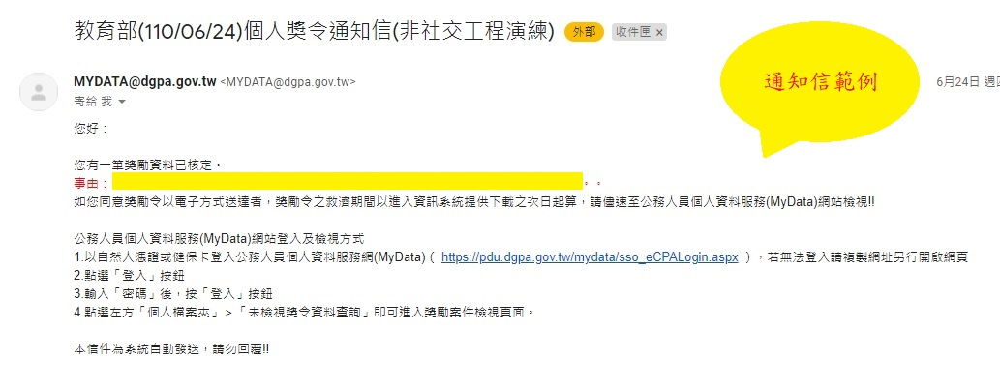 教育部(110/06/24)個人獎令通知信(非社交工程演練) 外部 收件匣 ×
通知信範例
MYDATA@dgpa.gov.tw <MYDATA@dgpa.gov.tw>
6月24日 週
寄給 我
您好：
您有一筆獎勵資料已核定。
事由： 。。
如您同意獎勵令以電子方式送達者，獎勵令之救濟期間以進入資訊系統提供下載之次日起算，請儘速至公務人員個人資料服務(MyData)網站檢視!!
公務人員個人資料服務(MyData)網站登入及檢視方式
1.以自然人憑證或健保卡登入公務人員個人資料服務網(MyData)（ https://pdu.dgpa.gov.tw/mydata/sso_eCPALogin.aspx ），若無法登入請複製網址另行開啟網頁
2.點選「登入」按鈕
3.輸入「密碼」後，按「登入」按鈕
4.點選左方「個人檔案夾」>「未檢視獎令資料查詢」即可進入獎勵案件檢視頁面。
本信件為系統自動發送，請勿回覆!!